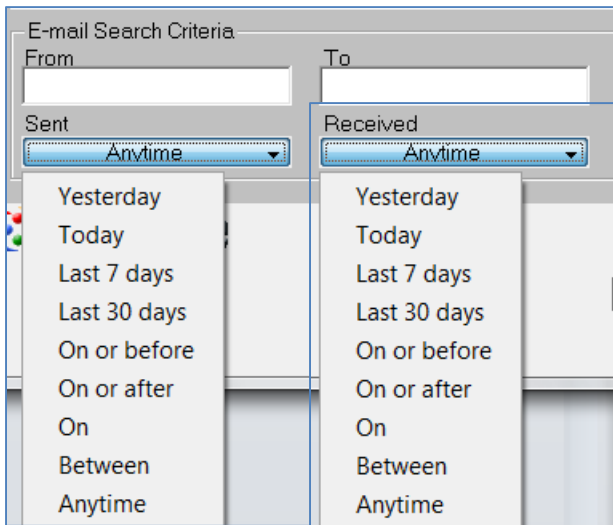 E-mail Search Criteria
From To
Sent Received
Anytime Anytime
Yesterday Yesterday
Today Today
Last 7 days Last 7 days
Last 30 days Last 30 days
On or before On or before
On or after On or after
On On
Between Between
Anytime Anytime